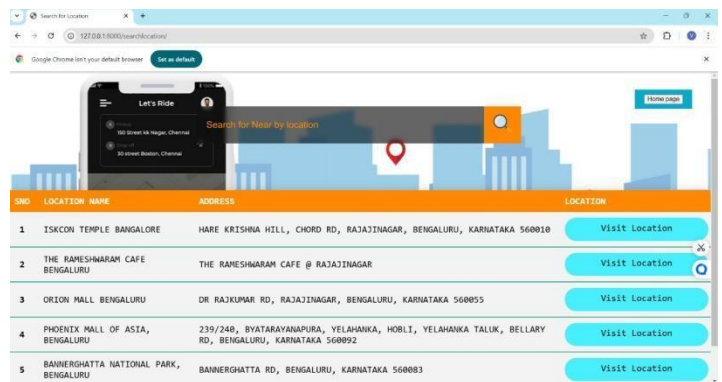 Search for Location
127.0.0.1:8000/searchlocation/
Google Chrome isn't your default browser
Set as default
Let's Ride
150 Street kk Nagar, Chennai
30 street Boston, Chennai
Search for Near by location
Home page
SNO LOCATION NAME ADDRESS LOCATION
1 ISKCON TEMPLE BANGALORE HARE KRISHNA HILL, CHORD RD, RAJAJINAGAR, BENGALURU, KARNATAKA 560010 Visit Location
2 THE RAMESHWARAM CAFE
BENGALURU
THE RAMESHWARAM CAFE @ RAJAJINAGAR Visit Location
3 ORION MALL BENGALURU DR RAJKUMAR RD, RAJAJINAGAR, BENGALURU, KARNATAKA 560055 Visit Location
4 PHOENIX MALL OF ASIA,
BENGALURU
239/240, BYATARAYANAPURA, YELAHANKA, HOBLI, YELAHANKA TALUK, BELLARY
RD, BENGALURU, KARNATAKA 560092
Visit Location
5 BANNERGHATTA NATIONAL PARK,
BENGALURU
BANNERGHATTA RD, BENGALURU, KARNATAKA 560083 Visit Location